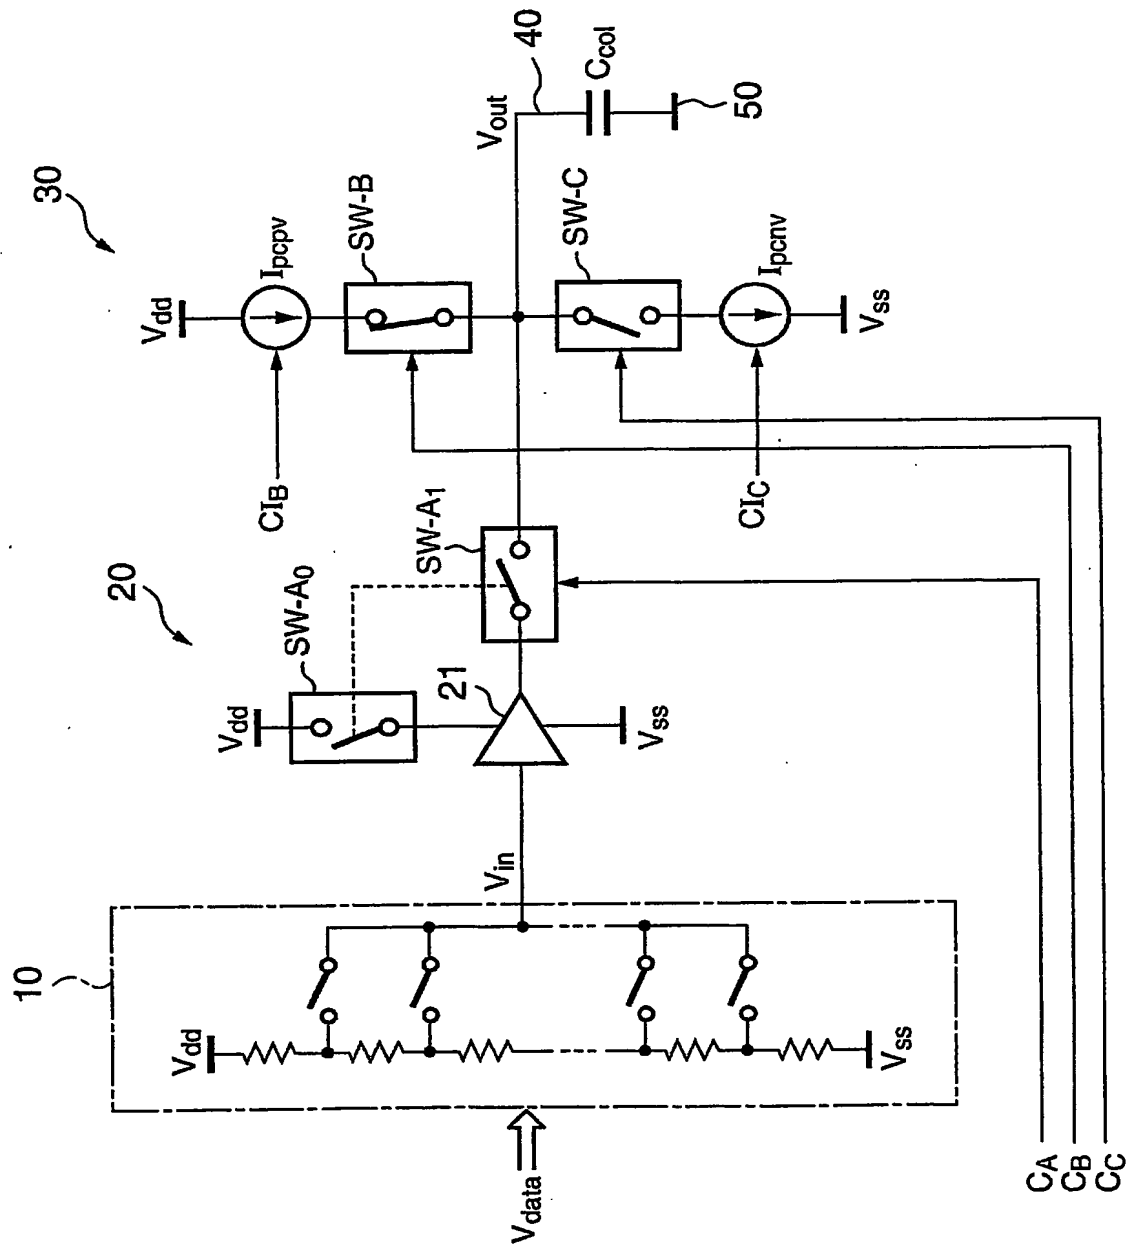 30
40
50
Vdd
Ipcpv
CIB
SW-B
Vout
Ccol
SW-C
Ipcnv
Vss
CIC
20
Vdd
SW-A0
SW-A1
21
Vss
Vin
10
Vdd
Vss
Vdata
CA
CB
CC